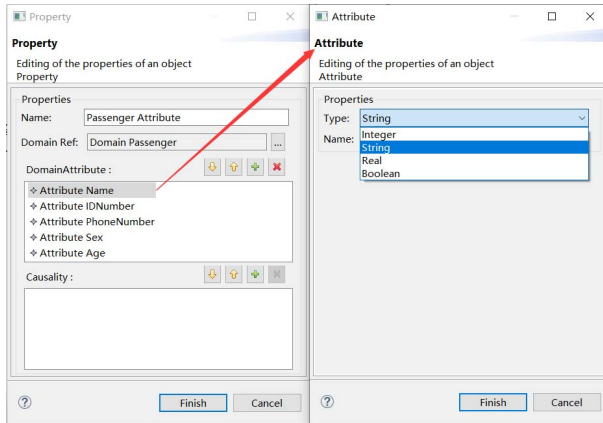 Property
Property
Editing of the properties of an object
Property
Properties
Name: Passenger Attribute
Domain Ref: Domain Passenger ...
DomainAttribute :
Attribute Name
Attribute IDNumber
Attribute PhoneNumber
Attribute Sex
Attribute Age
Causality :
Finish Cancel
Attribute
Attribute
Editing of the properties of an object
Attribute
Properties
Type: String
Name:
Integer
String
Real
Boolean
Finish Cancel